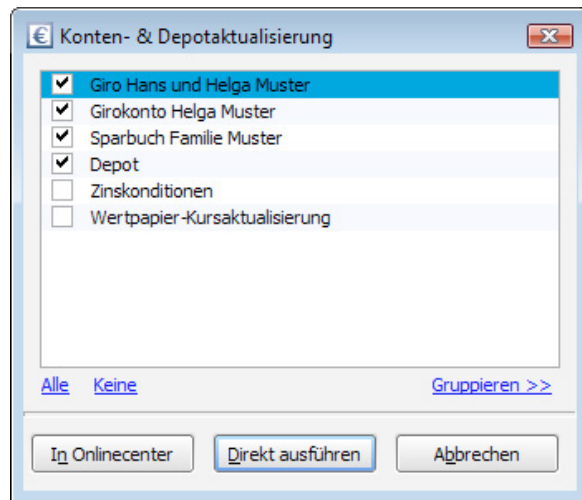 € Konten- & Depotaktualisierung
Giro Hans und Helga Muster
Girokonto Helga Muster
Sparbuch Familie Muster
Depot
Zinskonditionen
Wertpapier-Kursaktualisierung
Alle Keine Gruppieren >>
In Onlinecenter Direkt ausführen Abbrechen